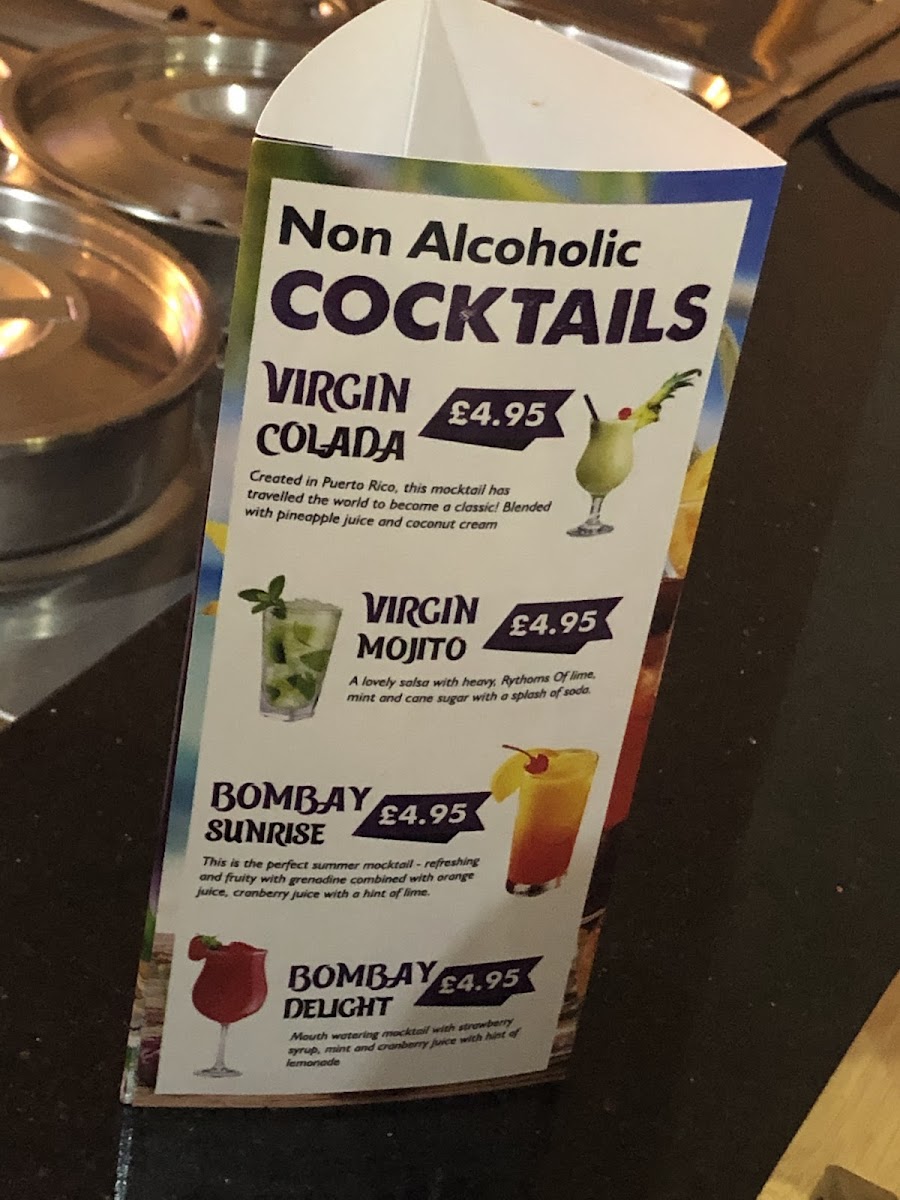 Non Alcoholic
COCKTAILS
VIRGIN
COLADA
£4.95
Created in Puerto Rico, this mocktail has
travelled the world to become a classic! Blended
with pineapple juice and coconut cream
VIRGIN
MOJITO
£4.95
A lovely salsa with heavy, Rythoms Of lime,
mint and cane sugar with a splash of soda.
BOMBAY
SUNRISE
£4.95
This is the perfect summer mocktail - refreshing
and fruity with grenadine combined with orange
juice, cranberry juice with a hint of lime.
BOMBAY
DELIGHT
£4.95
Mouth watering mocktail with strawberry
syrup, mint and cranberry juice with hint of
lemonade